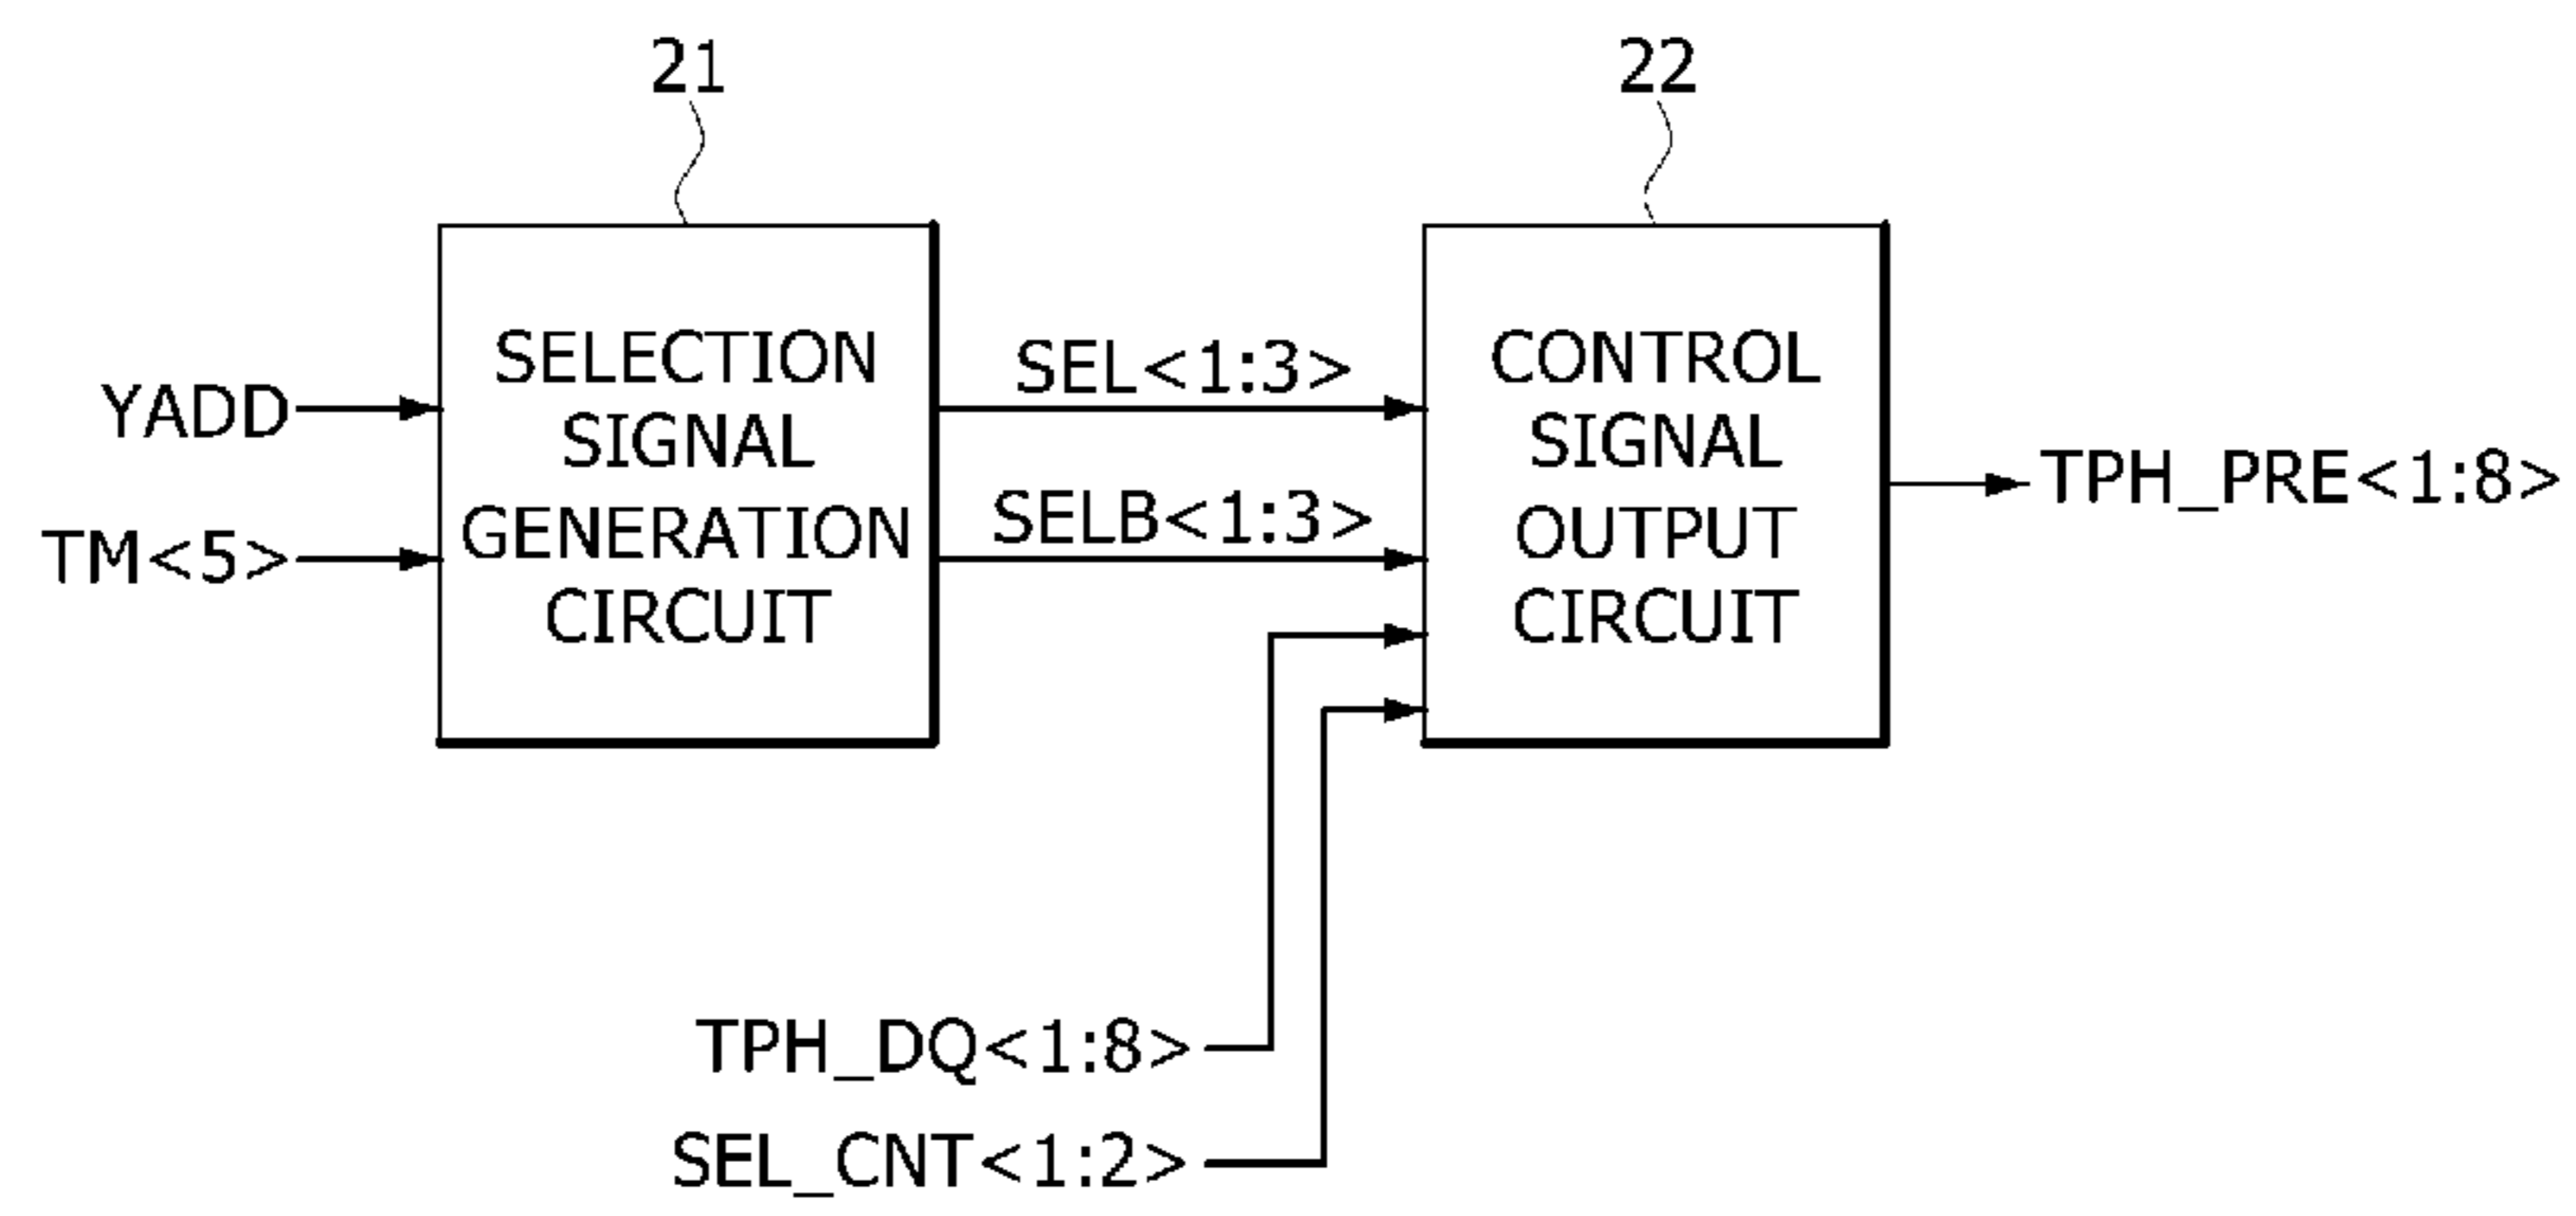 21
22
YADD
TM<5>
SELECTION
SIGNAL
GENERATION
CIRCUIT
SEL<1:3>
SELB<1:3>
CONTROL
SIGNAL
OUTPUT
CIRCUIT
TPH_PRE<1:8>
TPH_DQ<1:8>
SEL_CNT<1:2>